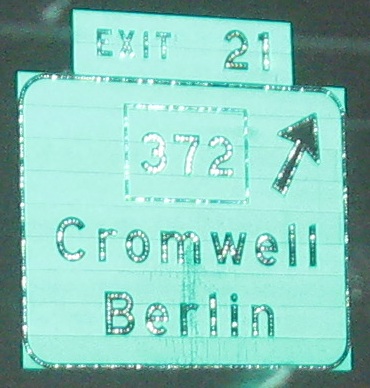 EXIT 21
372
Cromwell
Berlin